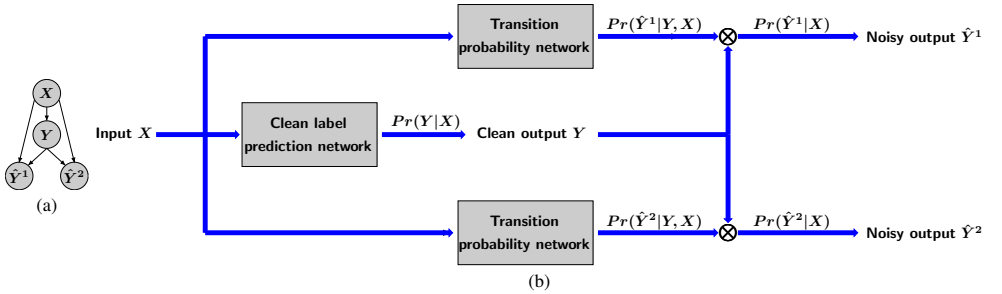 X
Y
Ŷ¹
Ŷ²
(a)
Input X
Transition
probability network
Pr(Ŷ¹|Y, X)
⊗
Pr(Ŷ¹|X)
Noisy output Ŷ¹
Clean label
prediction network
Pr(Y|X)
Clean output Y
Transition
probability network
Pr(Ŷ²|Y, X)
⊗
Pr(Ŷ²|X)
Noisy output Ŷ²
(b)